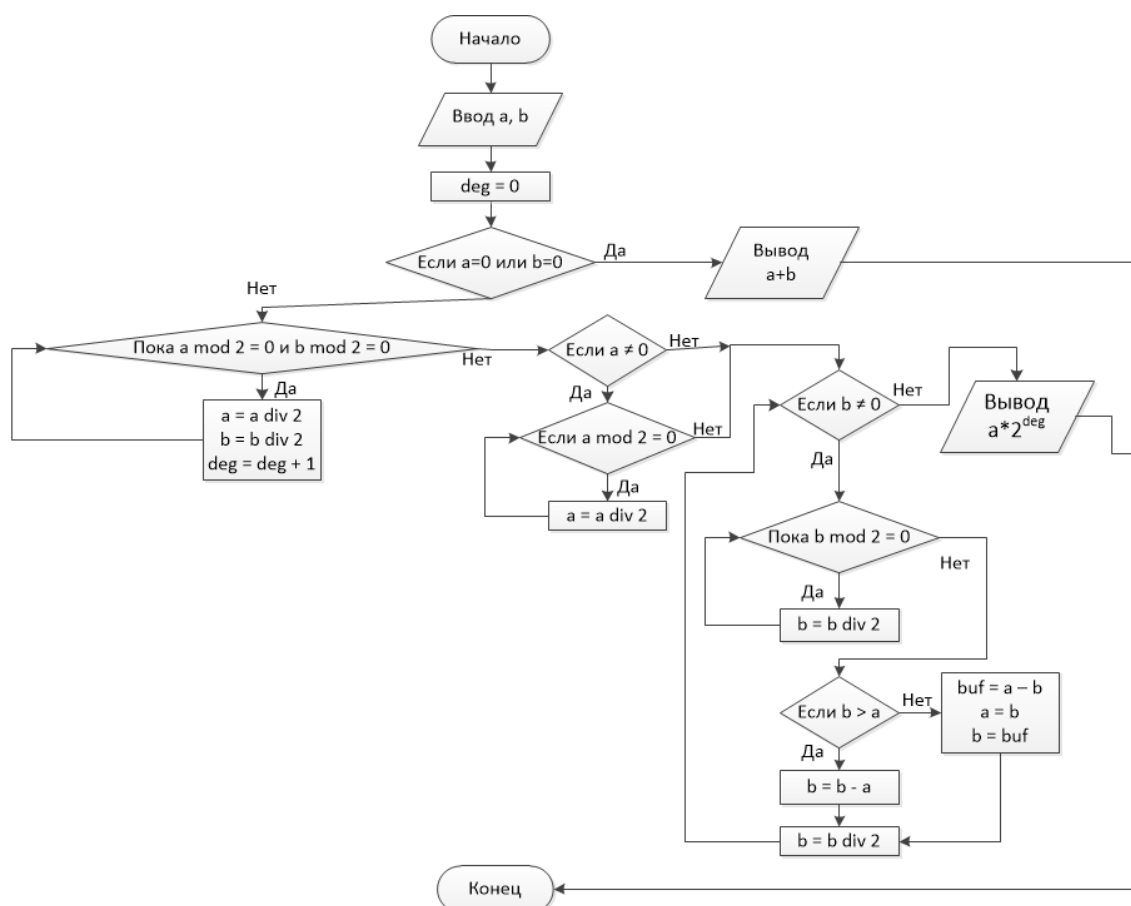 Начало
Ввод a, b
deg = 0
Если a=0 или b=0
Да
Вывод
a+b
Нет
Пока a mod 2 = 0 и b mod 2 = 0
Нет
Да
a = a div 2
b = b div 2
deg = deg + 1
Если a ≠ 0
Нет
Да
Если a mod 2 = 0
Нет
Да
a = a div 2
Если b ≠ 0
Нет
Вывод
a*2^deg
Да
Пока b mod 2 = 0
Нет
Да
b = b div 2
Если b > a
Нет
buf = a – b
a = b
b = buf
Да
b = b - a
b = b div 2
Конец